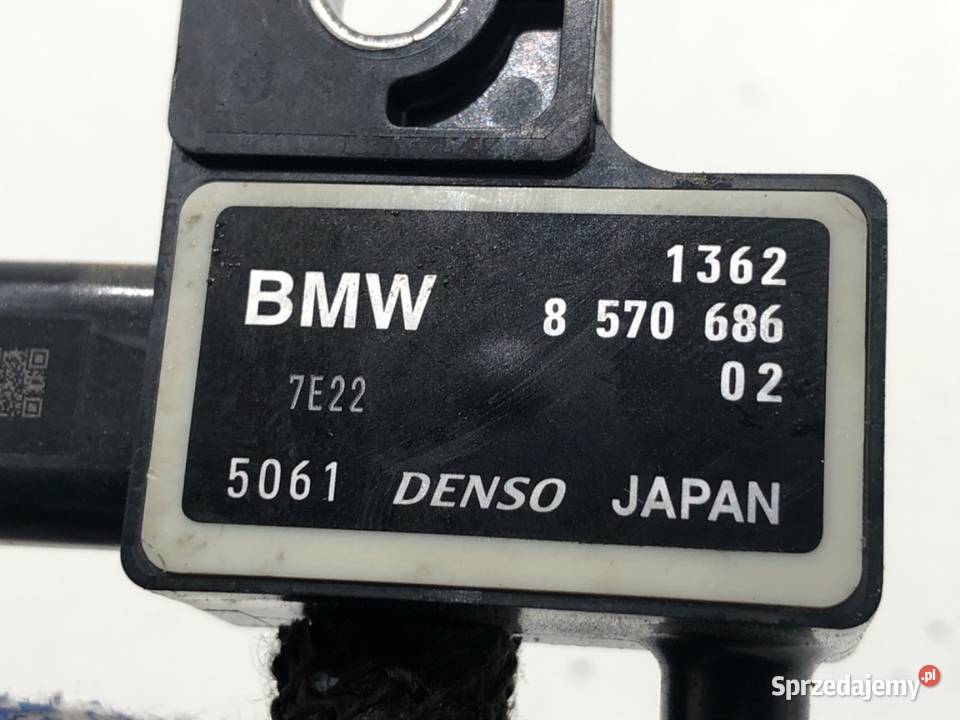 1362
BMW 8 570 686
02
7E22
5061 DENSO JAPAN
Sprzedajemy.pl